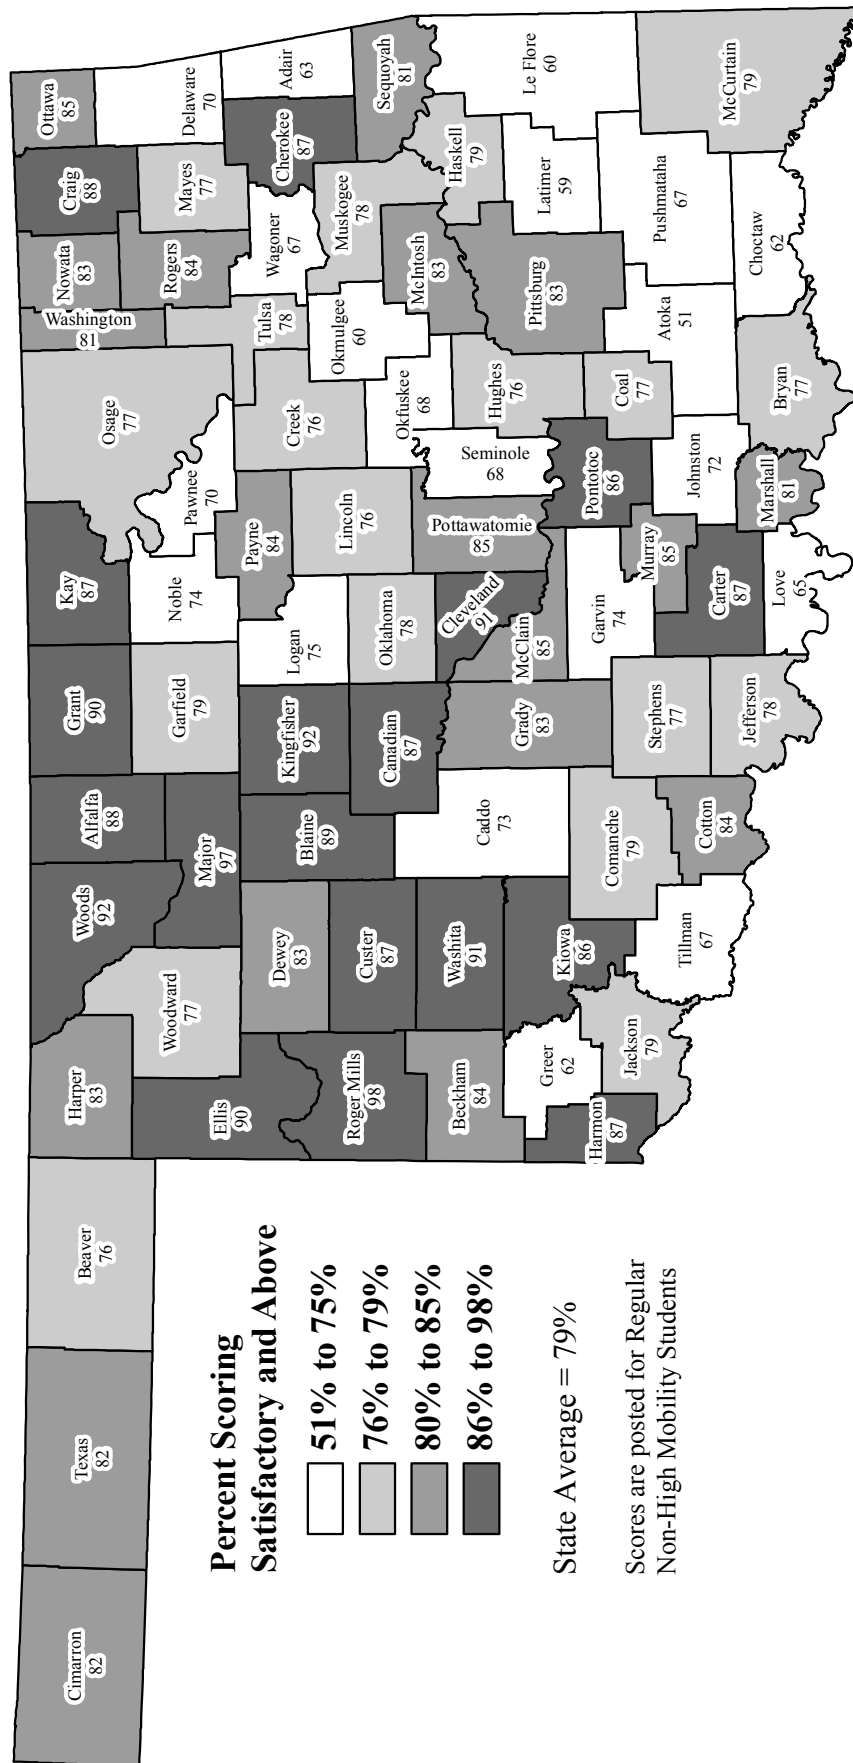 Cimarron
82
Texas
82
Beaver
76
Harper
83
Woods
92
Alfalfa
88
Grant
90
Kay
87
Osage
77
Washington
81
Nowata
83
Craig
88
Ottawa
85
Ellis
90
Woodward
77
Major
97
Garfield
79
Noble
74
Pawnee
70
Rogers
84
Mayes
77
Delaware
70
Roger Mills
98
Dewey
83
Blaine
89
Kingfisher
92
Logan
75
Payne
84
Creek
76
Tulsa
78
Wagoner
67
Cherokee
87
Adair
63
Custer
87
Canadian
87
Oklahoma
78
Lincoln
76
Okfuskee
68
Okmulgee
60
Muskogee
78
Sequoyah
81
Beckham
84
Washita
91
Caddo
73
Grady
83
McClain
85
Cleveland
91
Pottawatomie
85
Seminole
68
Hughes
76
McIntosh
83
Haskell
79
Harmon
87
Greer
62
Kiowa
86
Comanche
79
Stephens
77
Garvin
74
Pontotoc
86
Coal
77
Pittsburg
83
Latimer
59
Le Flore
60
Jackson
79
Tillman
67
Cotton
84
Jefferson
78
Carter
87
Murray
85
Johnston
72
Atoka
51
Pushmataha
67
McCurtain
79
Love
65
Marshall
81
Bryan
77
Choctaw
62
Percent Scoring
Satisfactory and Above
51% to 75%
76% to 79%
80% to 85%
86% to 98%
State Average = 79%
Scores are posted for Regular
Non-High Mobility Students